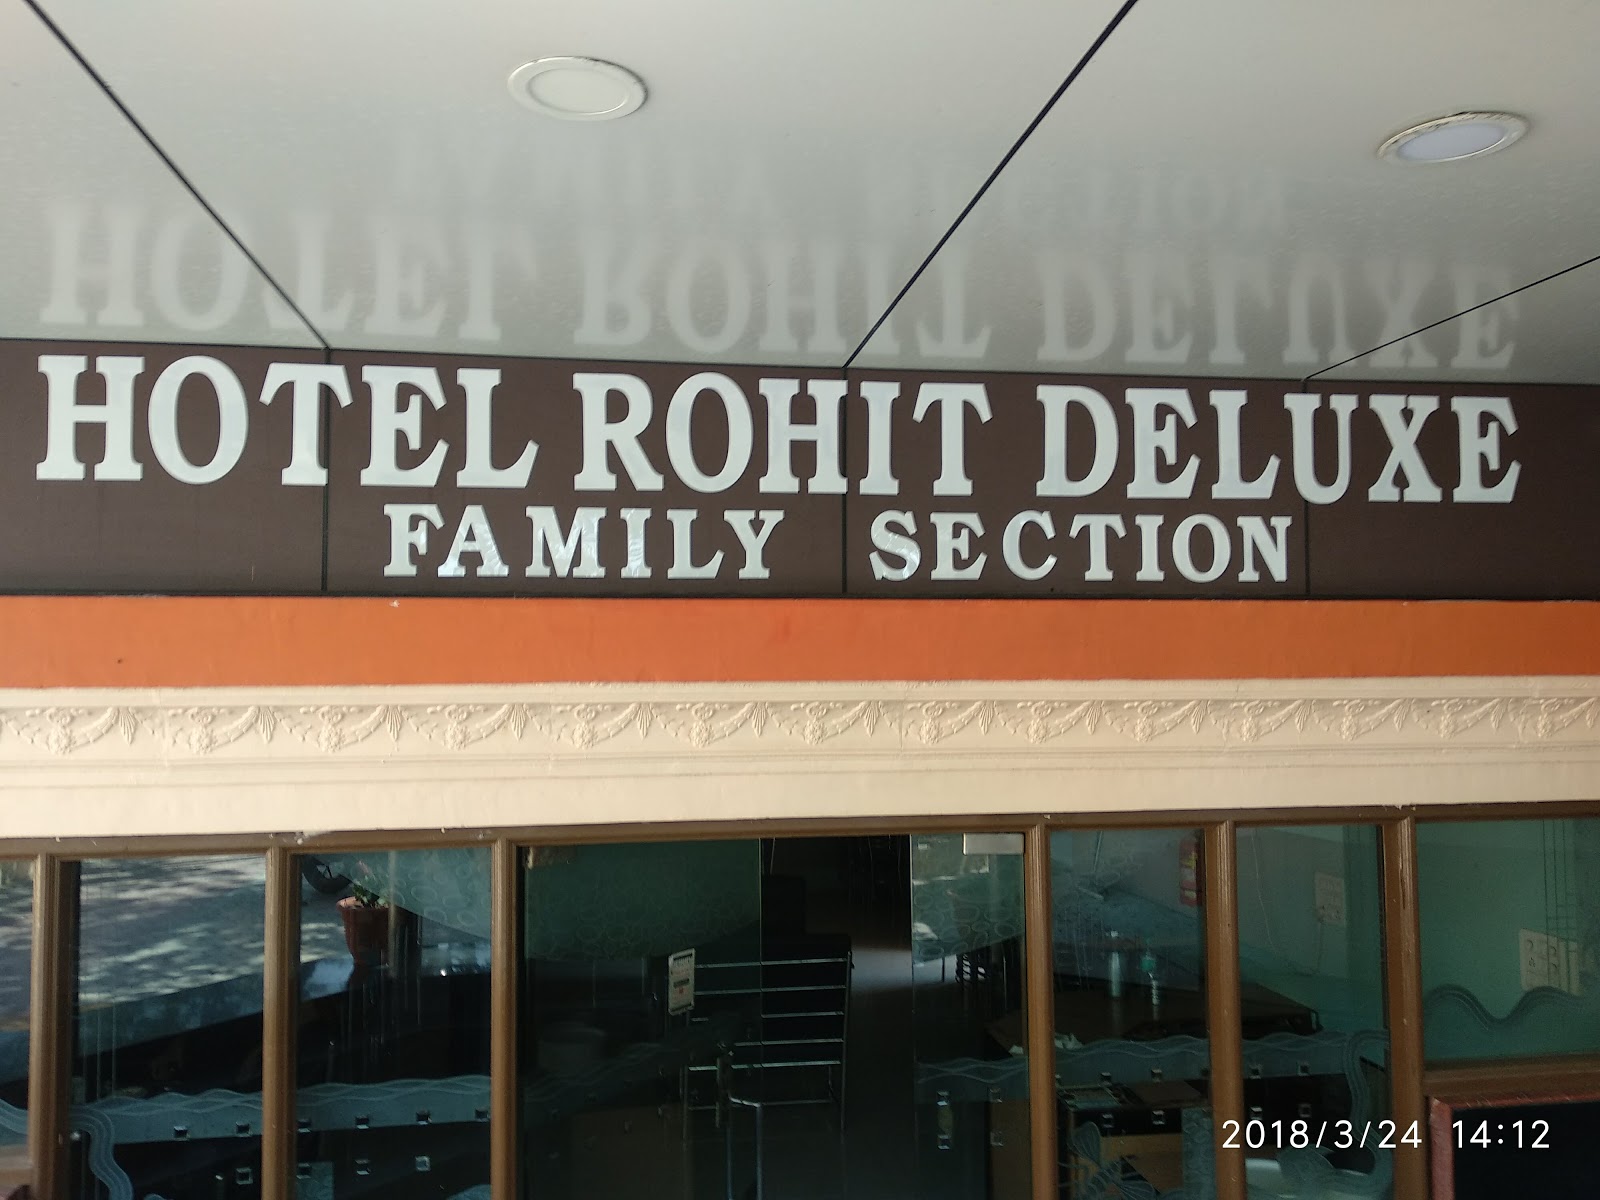 HOTEL ROHIT DELUXE
FAMILY SECTION
2018/3/24 14:12